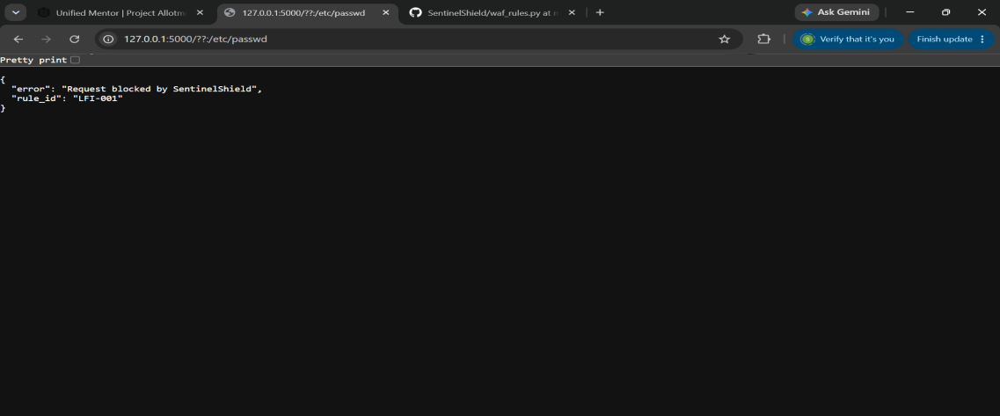 Unified Mentor | Project Allotm
127.0.0.1:5000/??:/etc/passwd
SentinelShield/waf_rules.py at n
Ask Gemini
127.0.0.1:5000/??:/etc/passwd
Verify that it's you
Finish update
Pretty print
{
"error": "Request blocked by SentinelShield",
"rule_id": "LFI-001"
}